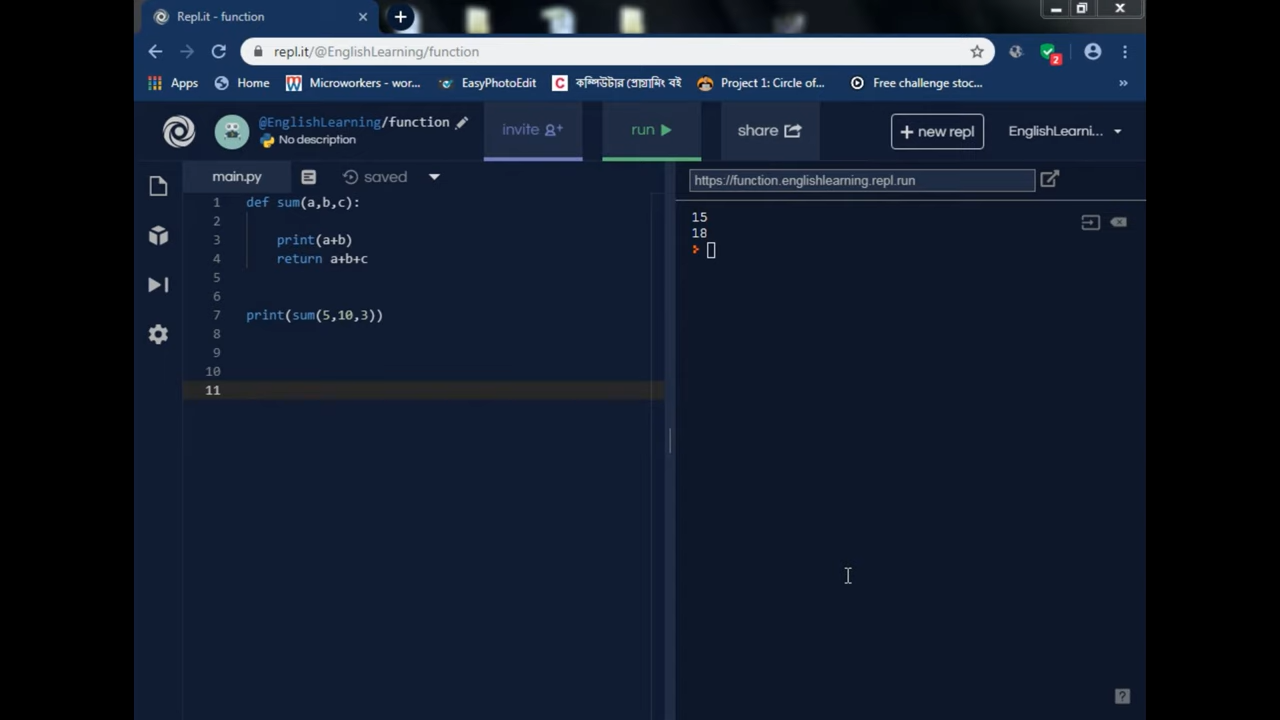 Repl.it - function
repl.it/@EnglishLearning/function
2
Apps Home Microworkers - wor... EasyPhotoEdit C কম্পিউটার প্রোগ্রামিং বই Project 1: Circle of... Free challenge stoc... »
@EnglishLearning/function
No description
invite
run
share
+ new repl
EnglishLearni...
main.py
saved
https://function.englishlearning.repl.run
1 def sum(a,b,c):
2
3 print(a+b)
4 return a+b+c
5
6
7 print(sum(5,10,3))
8
9
10
11
15
18
?